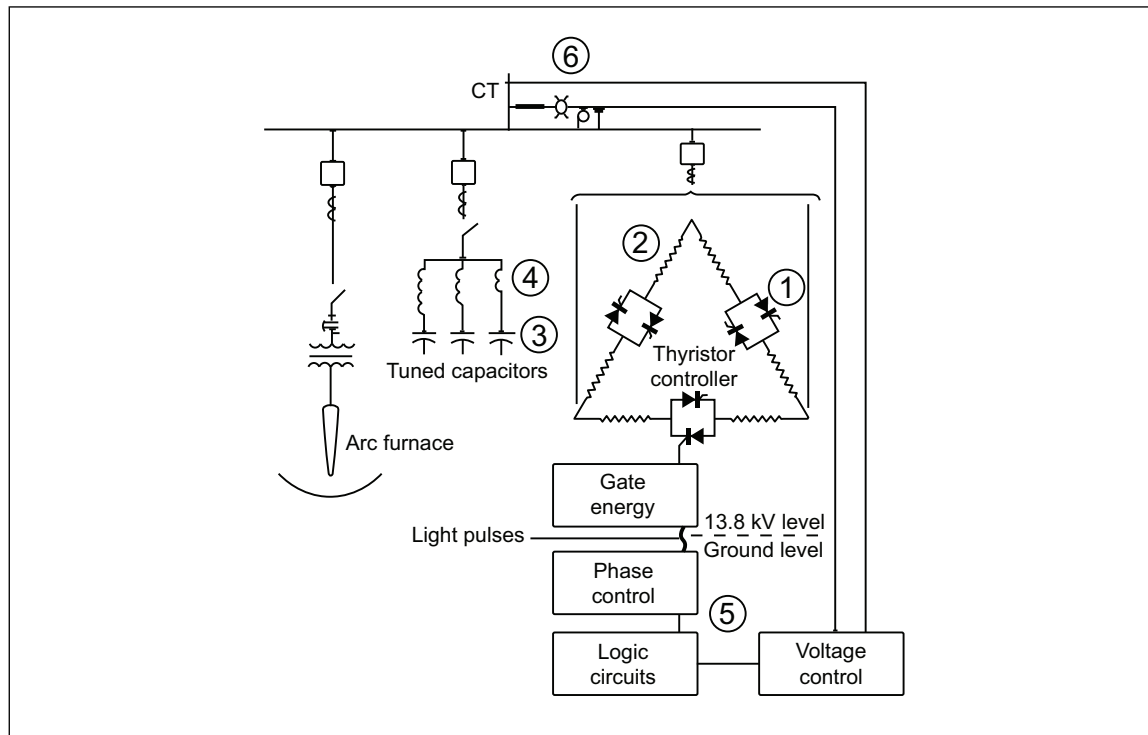 ⑥
CT
②
①
④
③
Tuned capacitors
Thyristor
controller
Arc furnace
Gate
energy
Light pulses
13.8 kV level
Ground level
Phase
control
⑤
Logic
circuits
Voltage
control